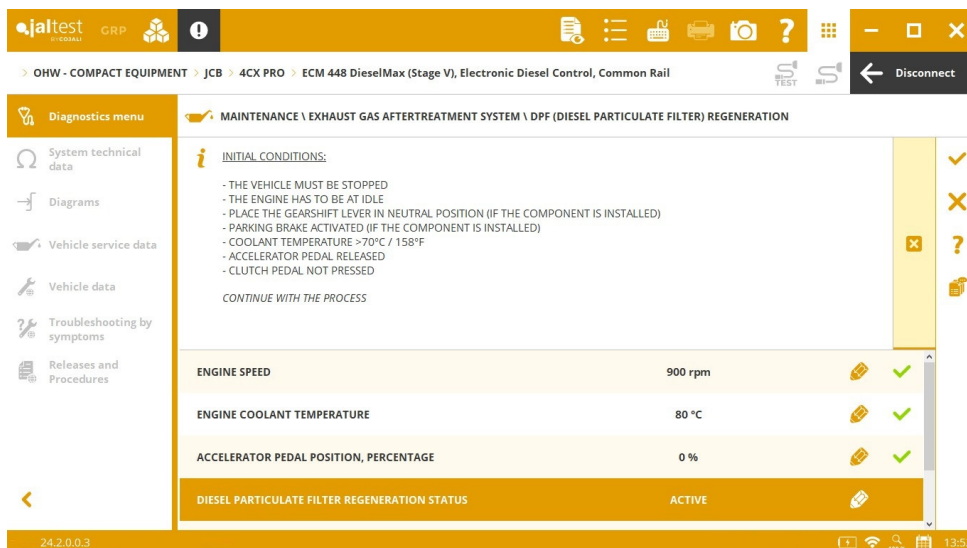 jaltest GRP
BY COJALI
TEST
> OHW - COMPACT EQUIPMENT > JCB > 4CX PRO > ECM 448 DieselMax (Stage V), Electronic Diesel Control, Common Rail
Disconnect
Diagnostics menu
System technical
data
Diagrams
Vehicle service data
Vehicle data
Troubleshooting by
symptoms
Releases and
Procedures
MAINTENANCE \ EXHAUST GAS AFTERTREATMENT SYSTEM \ DPF (DIESEL PARTICULATE FILTER) REGENERATION
INITIAL CONDITIONS:
- THE VEHICLE MUST BE STOPPED
- THE ENGINE HAS TO BE AT IDLE
- PLACE THE GEARSHIFT LEVER IN NEUTRAL POSITION (IF THE COMPONENT IS INSTALLED)
- PARKING BRAKE ACTIVATED (IF THE COMPONENT IS INSTALLED)
- COOLANT TEMPERATURE >70°C / 158°F
- ACCELERATOR PEDAL RELEASED
- CLUTCH PEDAL NOT PRESSED
CONTINUE WITH THE PROCESS
ENGINE SPEED 900 rpm
ENGINE COOLANT TEMPERATURE 80 °C
ACCELERATOR PEDAL POSITION, PERCENTAGE 0 %
DIESEL PARTICULATE FILTER REGENERATION STATUS ACTIVE
24.2.0.0.3